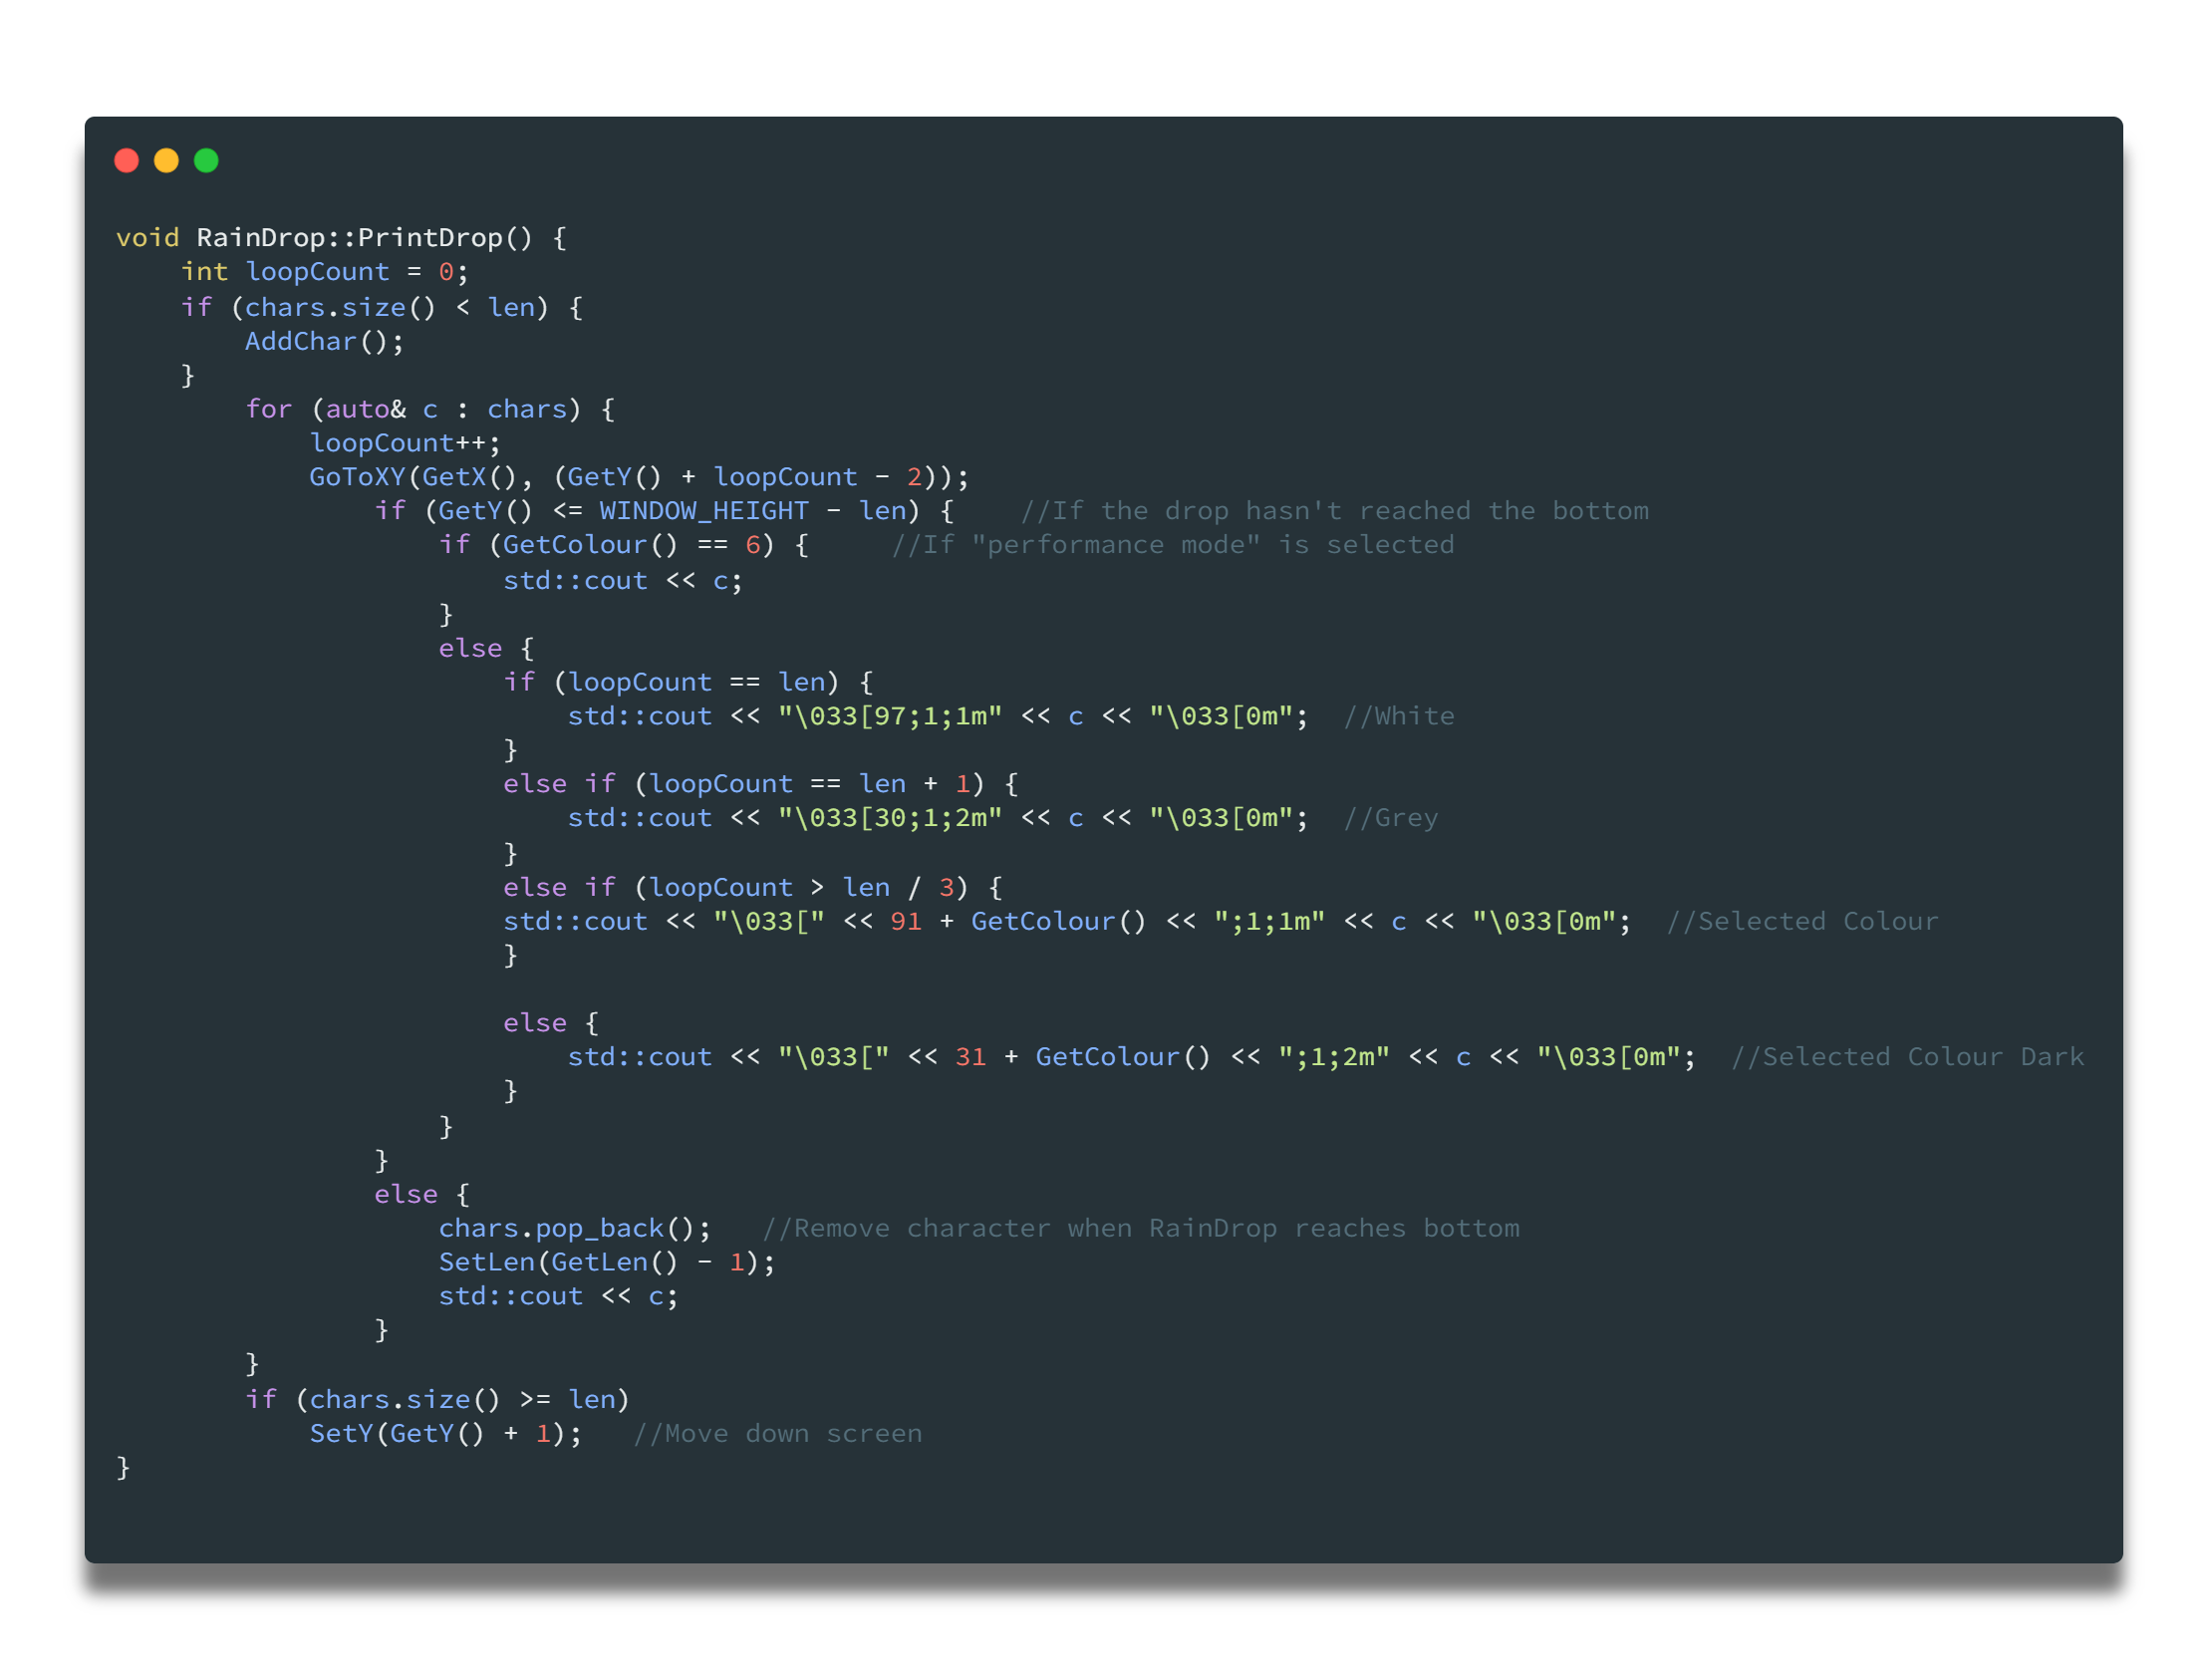 void RainDrop::PrintDrop() {
    int loopCount = 0;
    if (chars.size() < len) {
        AddChar();
    }
        for (auto& c : chars) {
            loopCount++;
            GoToXY(GetX(), (GetY() + loopCount - 2));
                if (GetY() <= WINDOW_HEIGHT - len) {    //If the drop hasn't reached the bottom
                    if (GetColour() == 6) {     //If "performance mode" is selected
                        std::cout << c;
                    }
                    else {
                        if (loopCount == len) {
                            std::cout << "\033[97;1;1m" << c << "\033[0m";  //White
                        }
                        else if (loopCount == len + 1) {
                            std::cout << "\033[30;1;2m" << c << "\033[0m";  //Grey
                        }
                        else if (loopCount > len / 3) {
                        std::cout << "\033[" << 91 + GetColour() << ";1;1m" << c << "\033[0m";  //Selected Colour
                        }

                        else {
                            std::cout << "\033[" << 31 + GetColour() << ";1;2m" << c << "\033[0m";  //Selected Colour Dark
                        }
                    }
                }
                else {
                    chars.pop_back();   //Remove character when RainDrop reaches bottom
                    SetLen(GetLen() - 1);
                    std::cout << c;
                }
        }
        if (chars.size() >= len)
            SetY(GetY() + 1);   //Move down screen
}